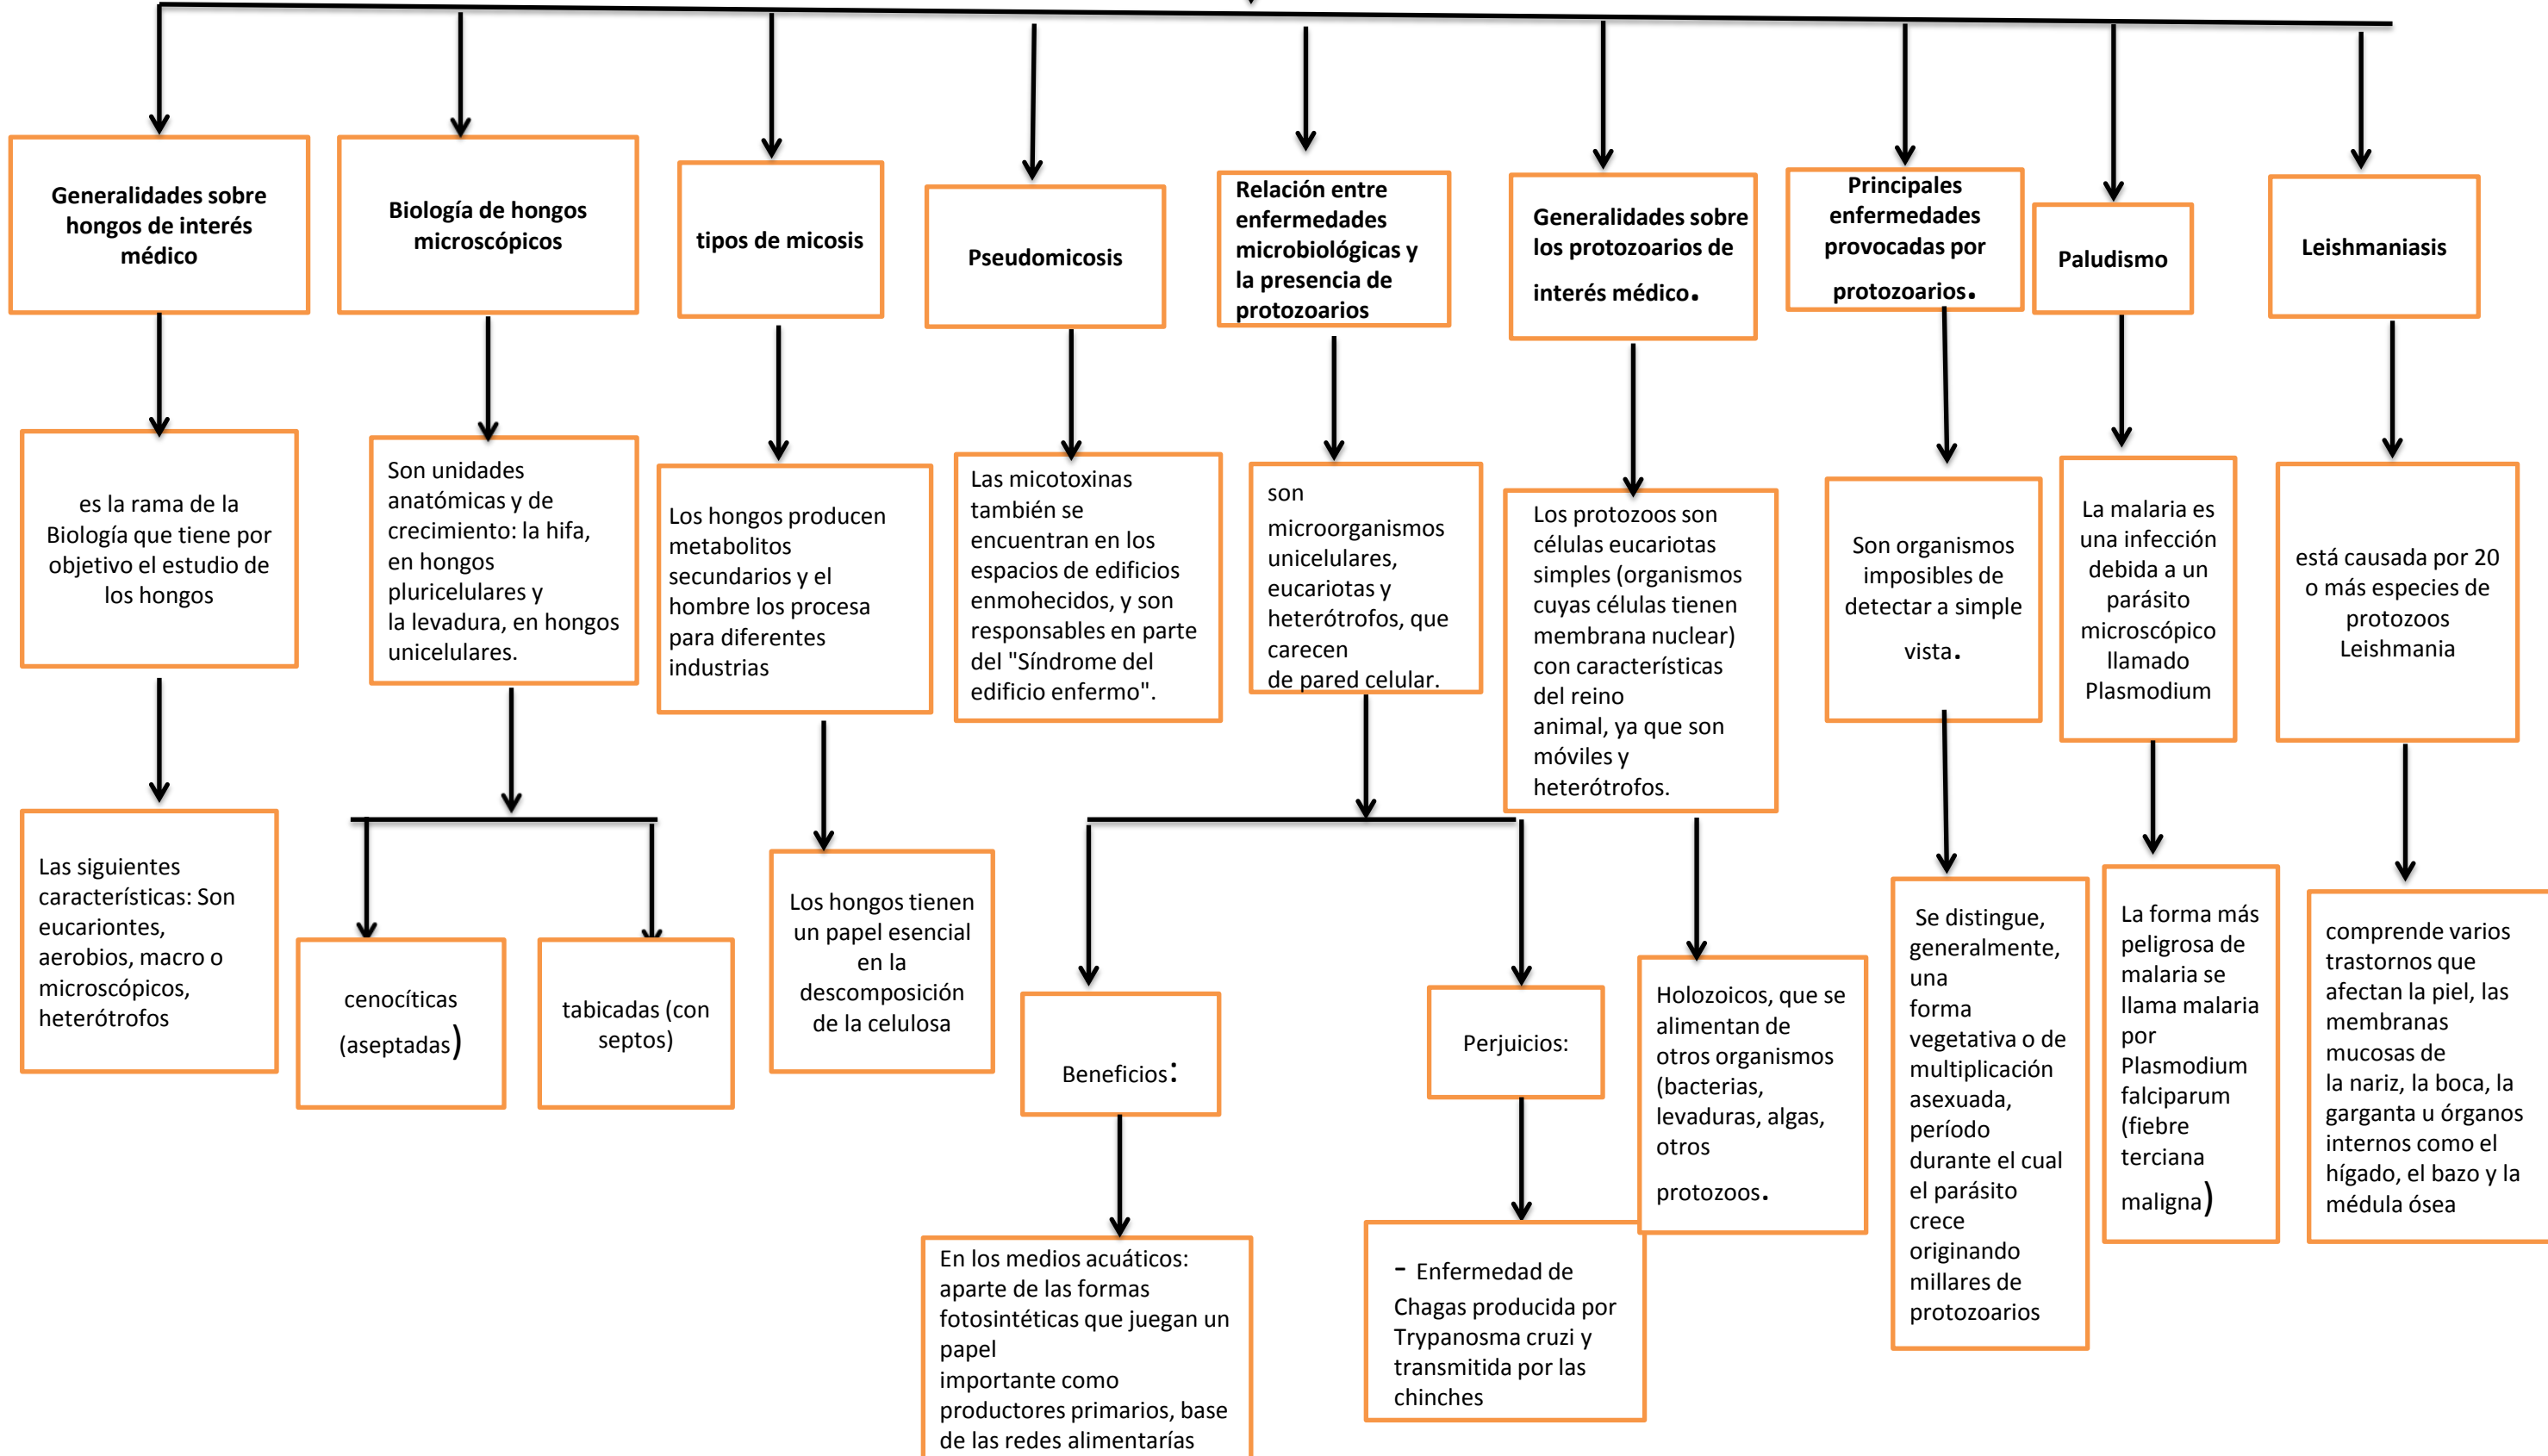 Generalidades sobre
hongos de interés
médico
Biología de hongos
microscópicos
tipos de micosis
Pseudomicosis
Relación entre
enfermedades
microbiológicas y
la presencia de
protozoarios
Generalidades sobre
los protozoarios de
interés médico.
Principales
enfermedades
provocadas por
protozoarios.
Paludismo
Leishmaniasis
es la rama de la
Biología que tiene por
objetivo el estudio de
los hongos
Son unidades
anatómicas y de
crecimiento: la hifa,
en hongos
pluricelulares y
la levadura, en hongos
unicelulares.
Los hongos producen
metabolitos
secundarios y el
hombre los procesa
para diferentes
industrias
Las micotoxinas
también se
encuentran en los
espacios de edificios
enmohecidos, y son
responsables en parte
del "Síndrome del
edificio enfermo".
son
microorganismos
unicelulares,
eucariotas y
heterótrofos, que
carecen
de pared celular.
Los protozoos son
células eucariotas
simples (organismos
cuyas células tienen
membrana nuclear)
con características
del reino
animal, ya que son
móviles y
heterótrofos.
Son organismos
imposibles de
detectar a simple
vista.
La malaria es
una infección
debida a un
parásito
microscópico
llamado
Plasmodium
está causada por 20
o más especies de
protozoos
Leishmania
Las siguientes
características: Son
eucariontes,
aerobios, macro o
microscópicos,
heterótrofos
cenocíticas
(aseptadas)
tabicadas (con
septos)
Los hongos tienen
un papel esencial
en la
descomposición
de la celulosa
Beneficios:
Perjuicios:
Holozoicos, que se
alimentan de
otros organismos
(bacterias,
levaduras, algas,
otros
protozoos.
Se distingue,
generalmente,
una
forma
vegetativa o de
multiplicación
asexuada,
período
durante el cual
el parásito
crece
originando
millares de
protozoarios
La forma más
peligrosa de
malaria se
llama malaria
por
Plasmodium
falciparum
(fiebre
terciana
maligna)
comprende varios
trastornos que
afectan la piel, las
membranas
mucosas de
la nariz, la boca, la
garganta u órganos
internos como el
hígado, el bazo y la
médula ósea
En los medios acuáticos:
aparte de las formas
fotosintéticas que juegan un
papel
importante como
productores primarios, base
de las redes alimentarías
- Enfermedad de
Chagas producida por
Trypanosma cruzi y
transmitida por las
chinches